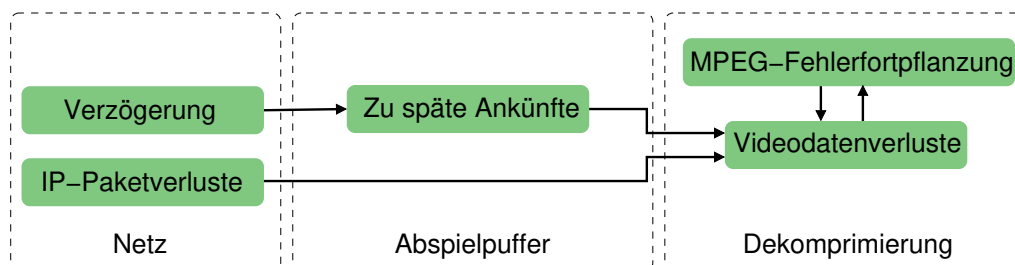 MPEG−Fehlerfortpflanzung
Verzögerung
Zu späte Ankünfte
Videodatenverluste
IP−Paketverluste
Netz
Abspielpuffer
Dekomprimierung